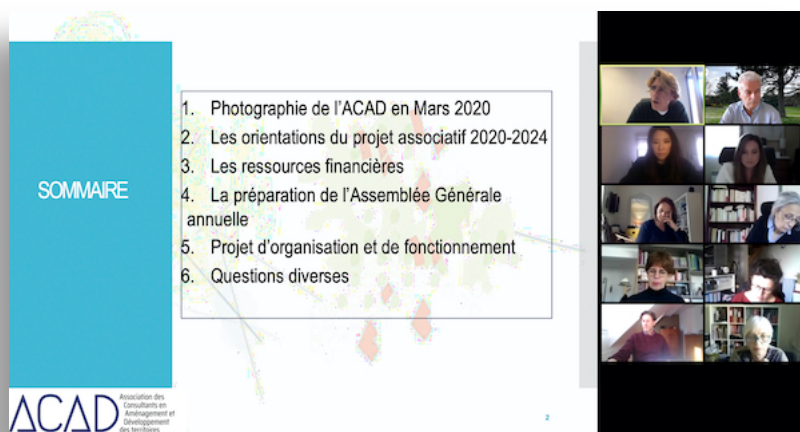 SOMMAIRE
1. Photographie de l'ACAD en Mars 2020
2. Les orientations du projet associatif 2020-2024
3. Les ressources financières
4. La préparation de l'Assemblée Générale
annuelle
5. Projet d'organisation et de fonctionnement
6. Questions diverses
ACAD
Association des
Consultants en
Aménagement et
Développement
des territoires
2